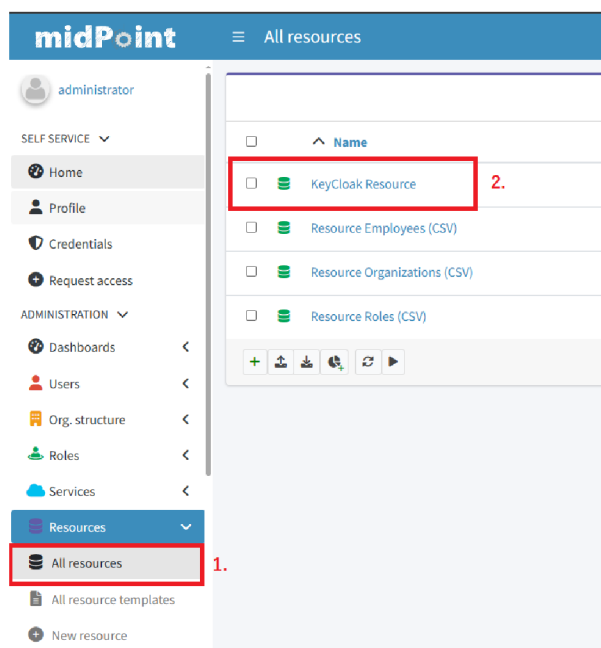 midPoint
All resources
administrator
SELF SERVICE
Home
Profile
Credentials
Request access
ADMINISTRATION
Dashboards
Users
Org. structure
Roles
Services
Resources
All resources
1.
All resource templates
New resource
Name
KeyCloak Resource
2.
Resource Employees (CSV)
Resource Organizations (CSV)
Resource Roles (CSV)